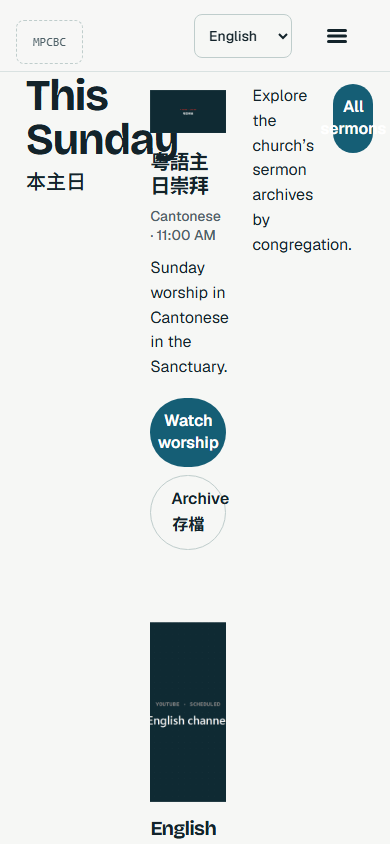 MPCBC
English
This
Sunday
本主日
粵語主
日崇拜
Cantonese
· 11:00 AM
Sunday
worship in
Cantonese
in the
Sanctuary.
Watch
worship
Archive
存檔
Explore
the
church's
sermon
archives
by
congregation.
All
sermons
YOUTUBE · SCHEDULED
English channe
English